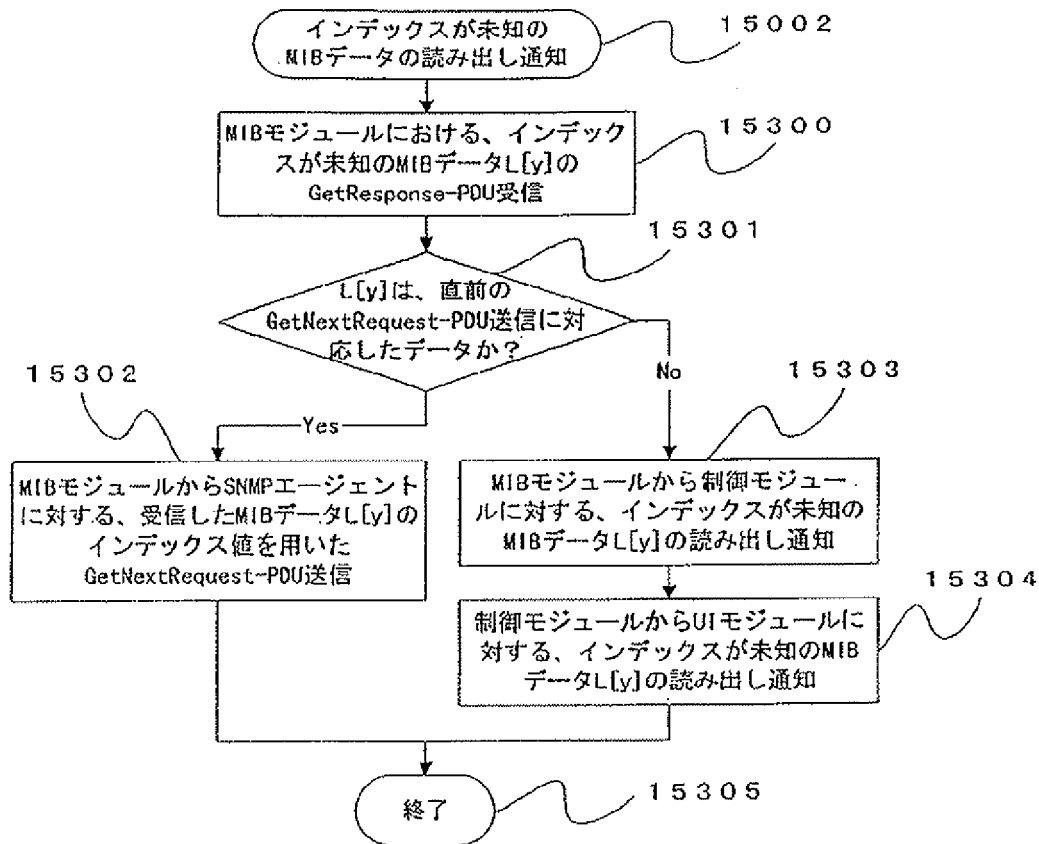 インデックスが未知の
MIBデータの読み出し通知
15002
MIBモジュールにおける、インデック
スが未知のMIBデータL[y]の
GetResponse-PDU受信
15300
15301
L[y]は、直前の
GetNextRequest-PDU送信に対
応したデータか？
15302
Yes
No
15303
MIBモジュールからSNMPエージェント
に対する、受信したMIBデータL[y]の
インデックス値を用いた
GetNextRequest-PDU送信
MIBモジュールから制御モジュー
ルに対する、インデックスが未知の
MIBデータL[y]の読み出し通知
15304
制御モジュールからUIモジュールに
対する、インデックスが未知のMIB
データL[y]の読み出し通知
終了
15305